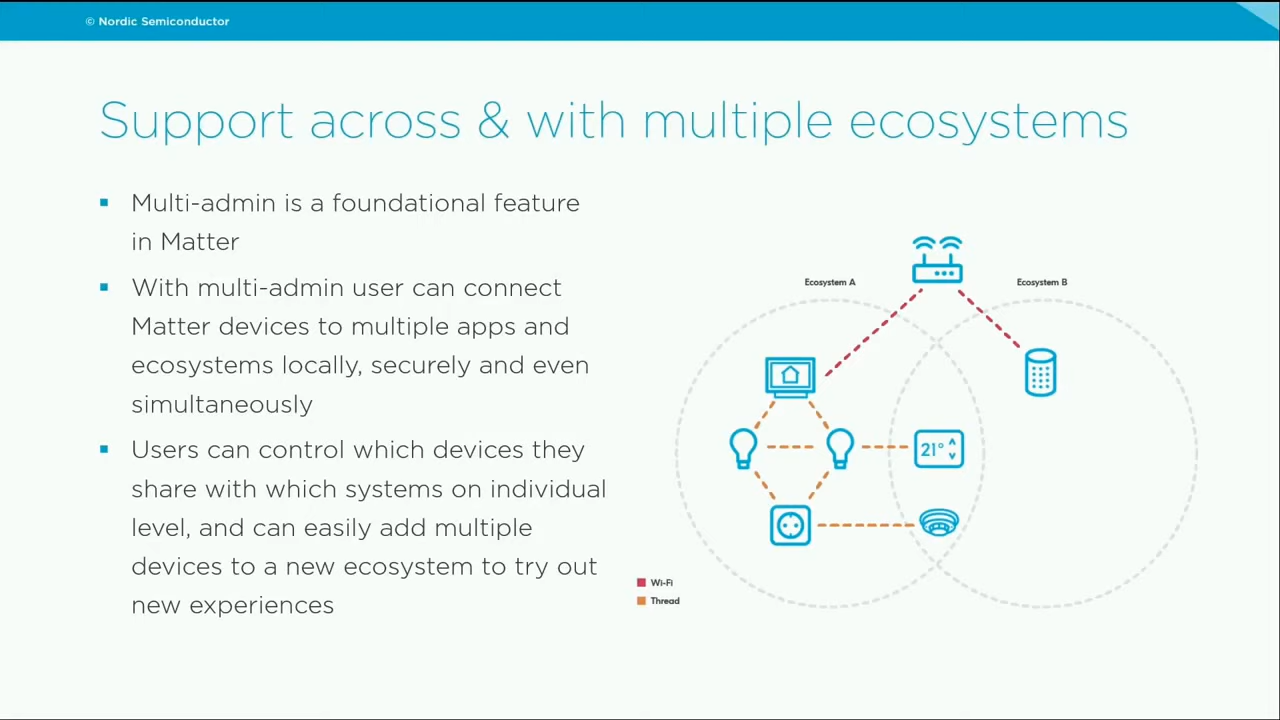 © Nordic Semiconductor
Support across & with multiple ecosystems
Multi-admin is a foundational feature
in Matter
With multi-admin user can connect
Matter devices to multiple apps and
ecosystems locally, securely and even
simultaneously
Users can control which devices they
share with which systems on individual
level, and can easily add multiple
devices to a new ecosystem to try out
new experiences
Ecosystem A
Ecosystem B
21°
Wi-Fi
Thread